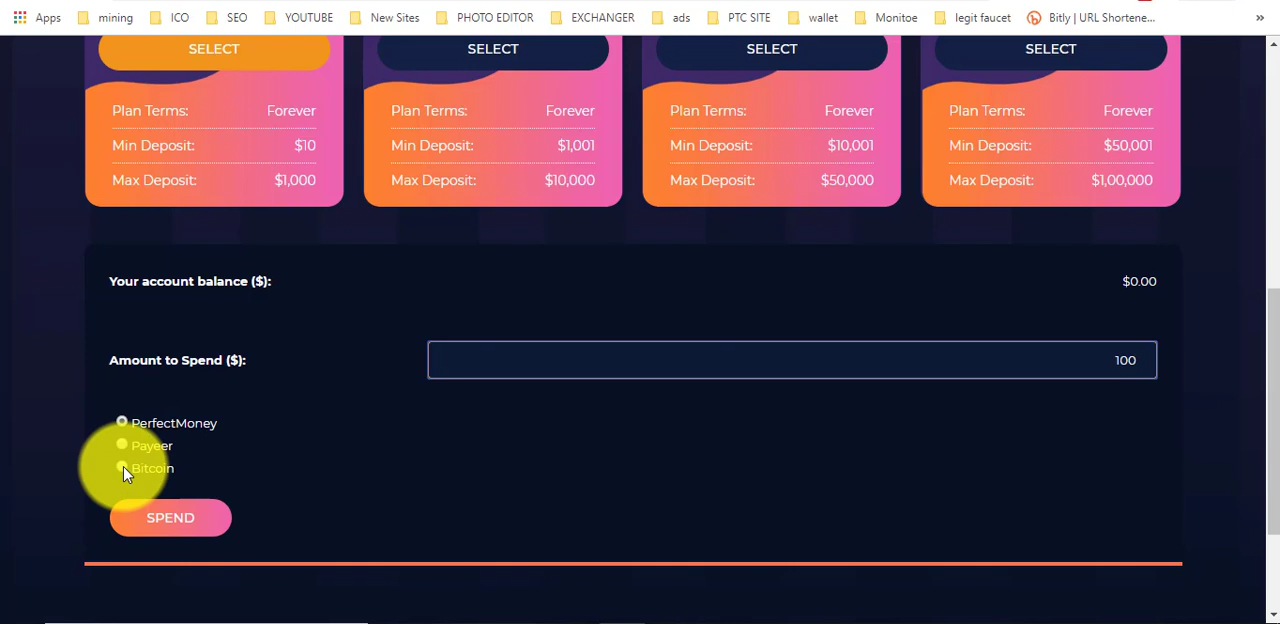 Apps mining ICO SEO YOUTUBE New Sites PHOTO EDITOR EXCHANGER ads PTC SITE wallet Monitoe legit faucet Bitly | URL Shortene... »
SELECT SELECT SELECT SELECT
Plan Terms: Forever Plan Terms: Forever Plan Terms: Forever Plan Terms: Forever
Min Deposit: $10 Min Deposit: $1,001 Min Deposit: $10,001 Min Deposit: $50,001
Max Deposit: $1,000 Max Deposit: $10,000 Max Deposit: $50,000 Max Deposit: $1,00,000
Your account balance ($): $0.00
Amount to Spend ($): 100
PerfectMoney
Payeer
Bitcoin
SPEND